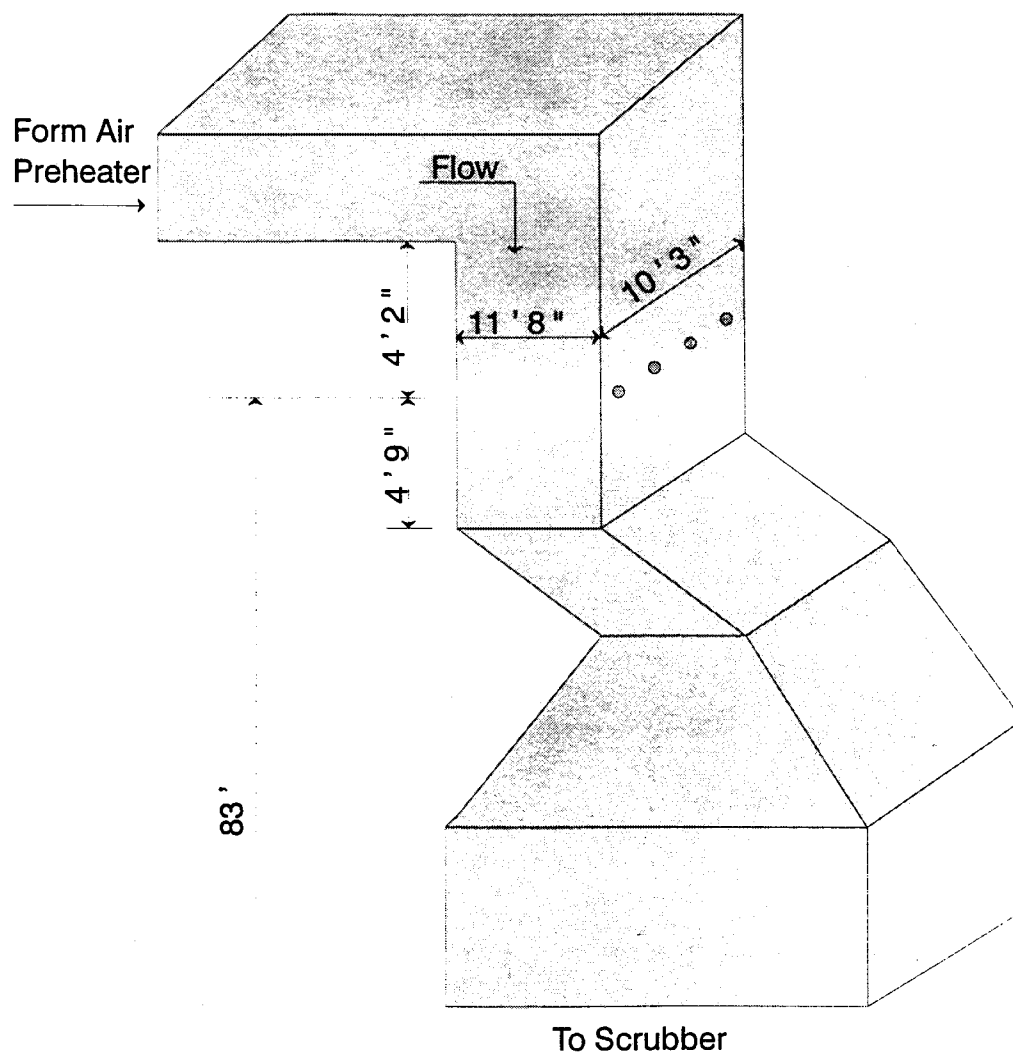 Form Air
Preheater
Flow
10'3"
11'8"
4'2"
4'9"
83'
To Scrubber